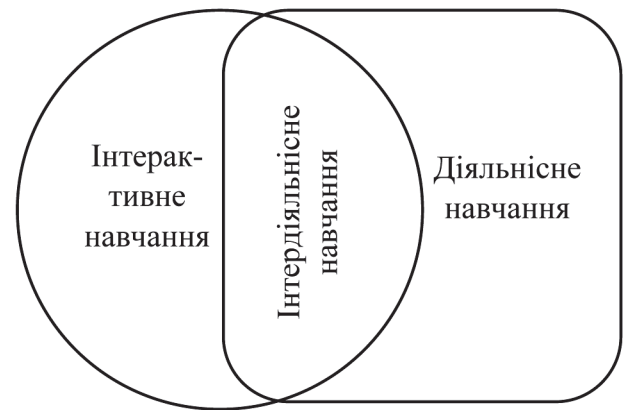 Інтерак-
тивне
навчання
Інтердіяльнісне
навчання
Діяльнісне
навчання